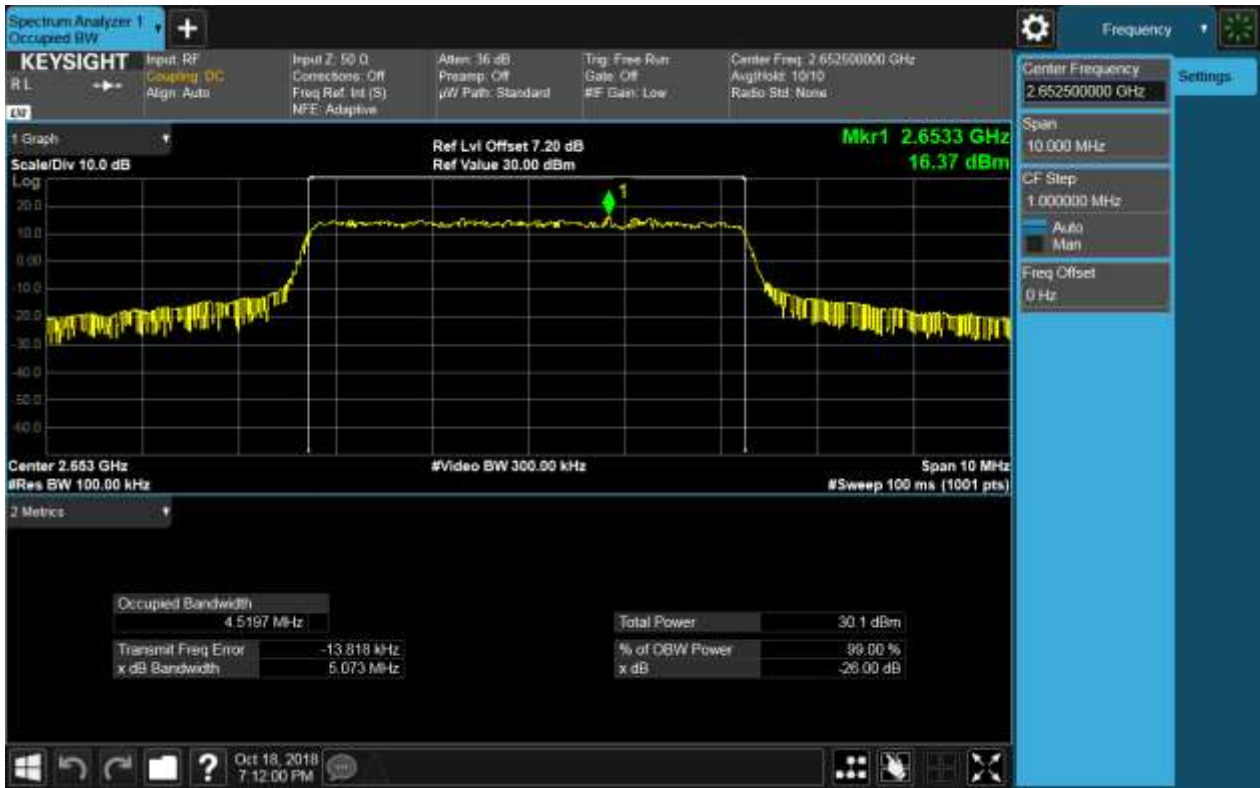 Spectrum Analyzer 1
Occupied BW
+
Frequency
KEYSIGHT
R L
Input: RF
Coupling: DC
Align: Auto
Input Z: 50 Ω
Corrections: Off
Freq Ref: Int (S)
NFE: Adaptive
Atten: 36 dB
Preamp: Off
µW Path: Standard
Trig: Free Run
Gate: Off
#IF Gain: Low
Center Freq: 2.652500000 GHz
Avg|Hold: 10/10
Radio Std: None
Center Frequency
2.652500000 GHz
Settings
Span
10.000 MHz
CF Step
1.000000 MHz
Auto
Man
Freq Offset
0 Hz
1 Graph
Scale/Div 10.0 dB
Ref Lvl Offset 7.20 dB
Ref Value 30.00 dBm
Mkr1 2.6533 GHz
16.37 dBm
Log
20.0
10.0
0.00
-10.0
-20.0
-30.0
-40.0
-50.0
-60.0
1
Center 2.653 GHz
#Res BW 100.00 kHz
#Video BW 300.00 kHz
Span 10 MHz
#Sweep 100 ms (1001 pts)
2 Metrics
Occupied Bandwidth
4.5197 MHz
Transmit Freq Error -13.818 kHz
x dB Bandwidth 5.073 MHz
Total Power 30.1 dBm
% of OBW Power 99.00 %
x dB -26.00 dB
?
Oct 18, 2018
7:12:00 PM